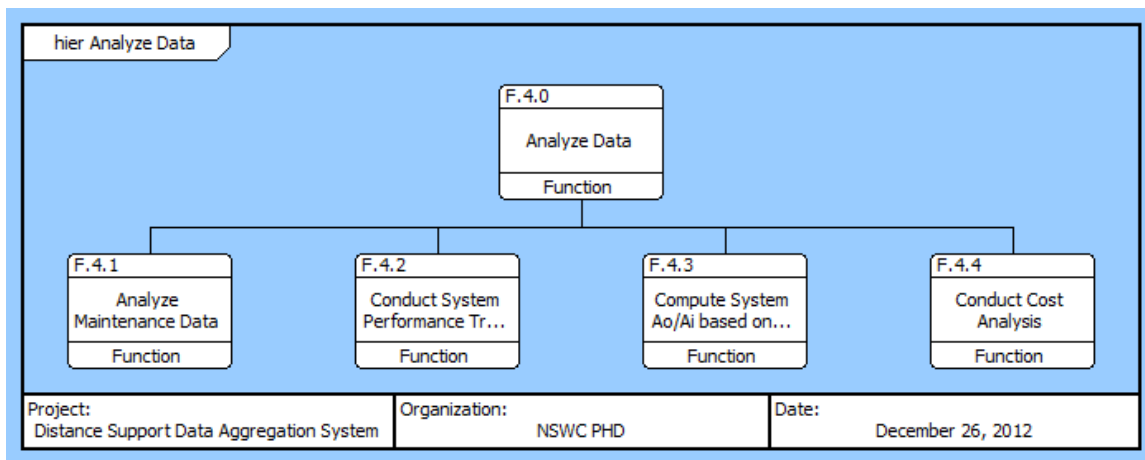 hier Analyze Data
F.4.0
Analyze Data
Function
F.4.1
Analyze
Maintenance Data
Function
F.4.2
Conduct System
Performance Tr...
Function
F.4.3
Compute System
Ao/Ai based on...
Function
F.4.4
Conduct Cost
Analysis
Function
Project:
Distance Support Data Aggregation System
Organization:
NSWC PHD
Date:
December 26, 2012